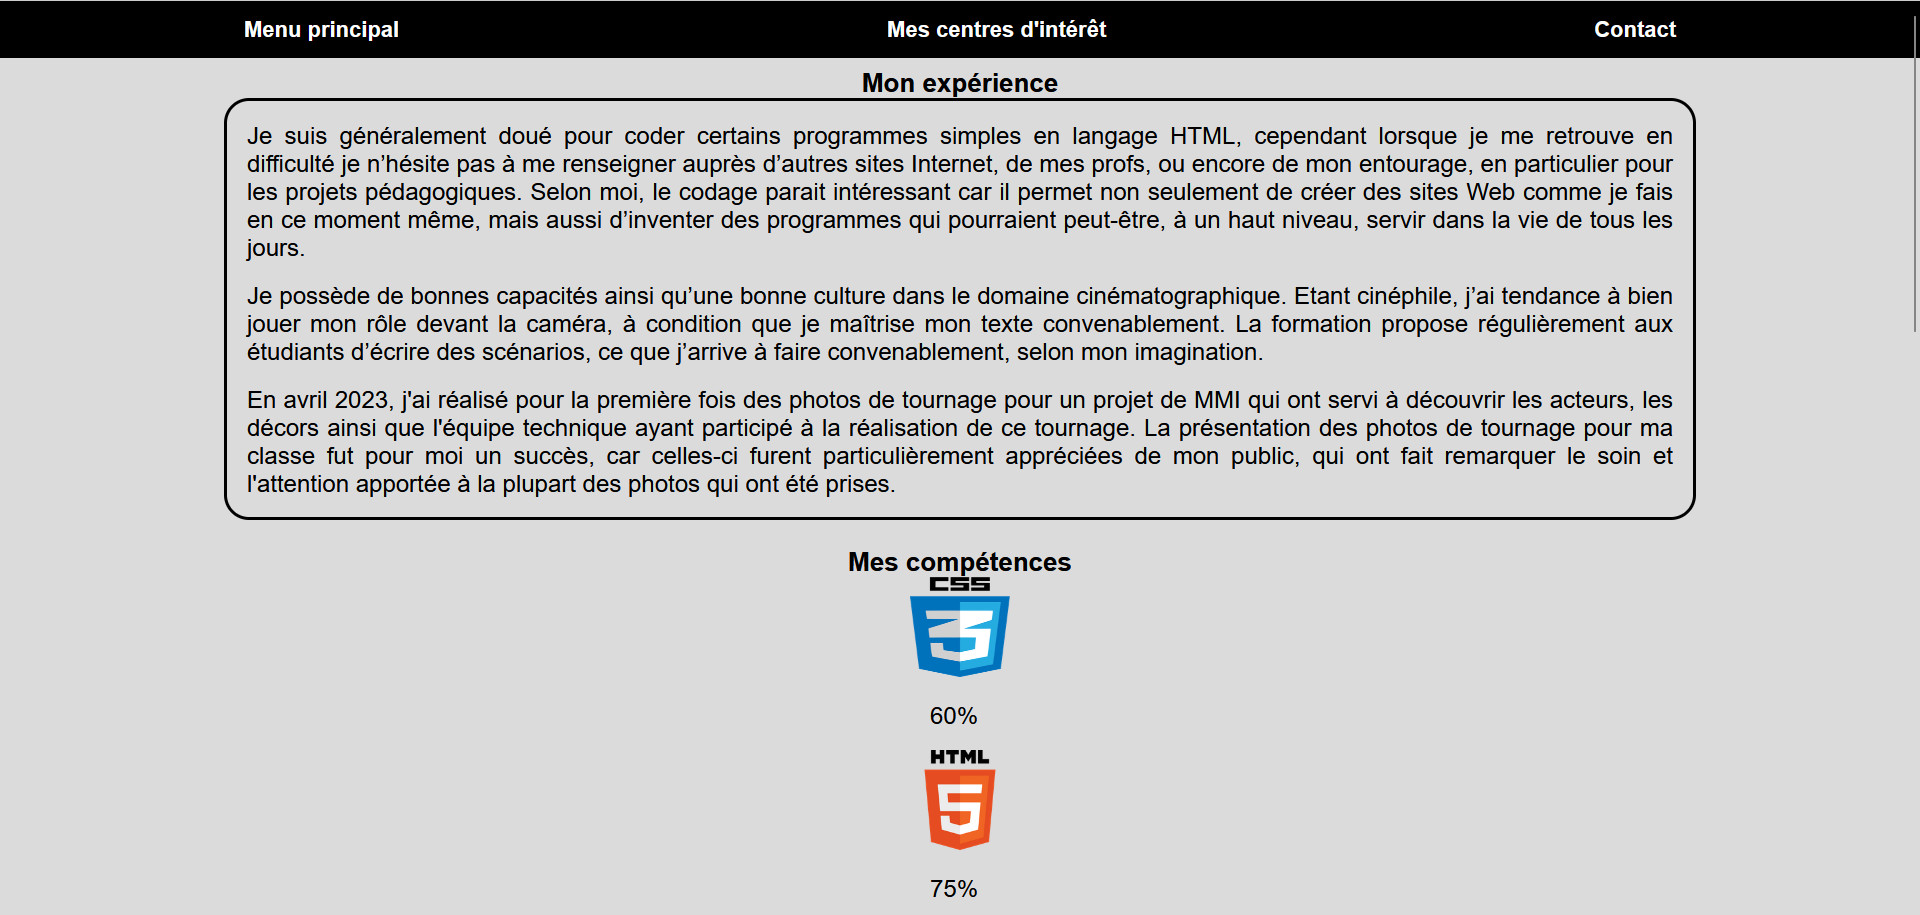 Menu principal Mes centres d'intérêt Contact
Mon expérience
Je suis généralement doué pour coder certains programmes simples en langage HTML, cependant lorsque je me retrouve en
difficulté je n’hésite pas à me renseigner auprès d’autres sites Internet, de mes profs, ou encore de mon entourage, en particulier pour
les projets pédagogiques. Selon moi, le codage parait intéressant car il permet non seulement de créer des sites Web comme je fais
en ce moment même, mais aussi d’inventer des programmes qui pourraient peut-être, à un haut niveau, servir dans la vie de tous les
jours.
Je possède de bonnes capacités ainsi qu’une bonne culture dans le domaine cinématographique. Etant cinéphile, j’ai tendance à bien
jouer mon rôle devant la caméra, à condition que je maîtrise mon texte convenablement. La formation propose régulièrement aux
étudiants d’écrire des scénarios, ce que j’arrive à faire convenablement, selon mon imagination.
En avril 2023, j'ai réalisé pour la première fois des photos de tournage pour un projet de MMI qui ont servi à découvrir les acteurs, les
décors ainsi que l'équipe technique ayant participé à la réalisation de ce tournage. La présentation des photos de tournage pour ma
classe fut pour moi un succès, car celles-ci furent particulièrement appréciées de mon public, qui ont fait remarquer le soin et
l'attention apportée à la plupart des photos qui ont été prises.
Mes compétences
CSS
3
60%
HTML
5
75%